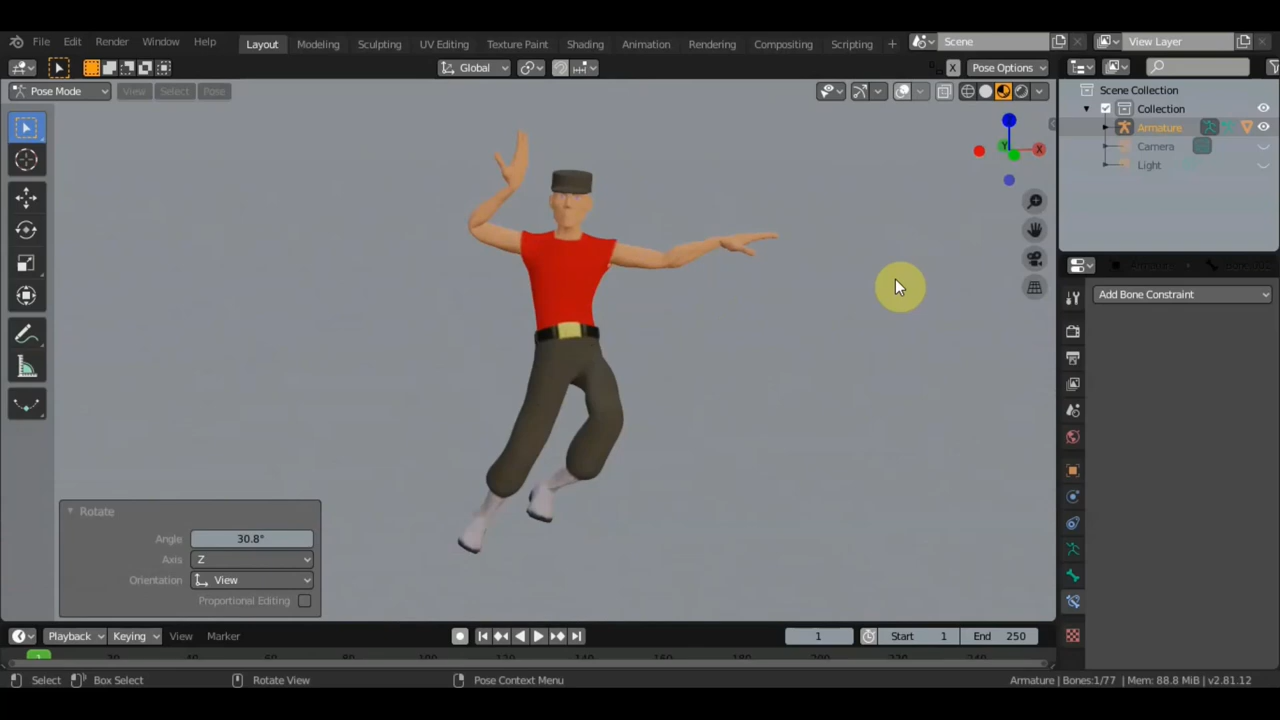 File Edit Render Window Help Layout Modeling Sculpting UV Editing Texture Paint Shading Animation Rendering Compositing Scripting + Scene View Layer
Global X Pose Options
Pose Mode View Select Pose
Scene Collection
Collection
Armature
Camera
Light
Z
Y
X
Add Bone Constraint
Rotate
Angle 30.8°
Axis Z
Orientation View
Proportional Editing
Playback Keying View Marker 1 Start 1 End 250
1
Select Box Select Rotate View Pose Context Menu Armature | Bones:1/77 | Mem: 88.8 MiB | v2.81.12